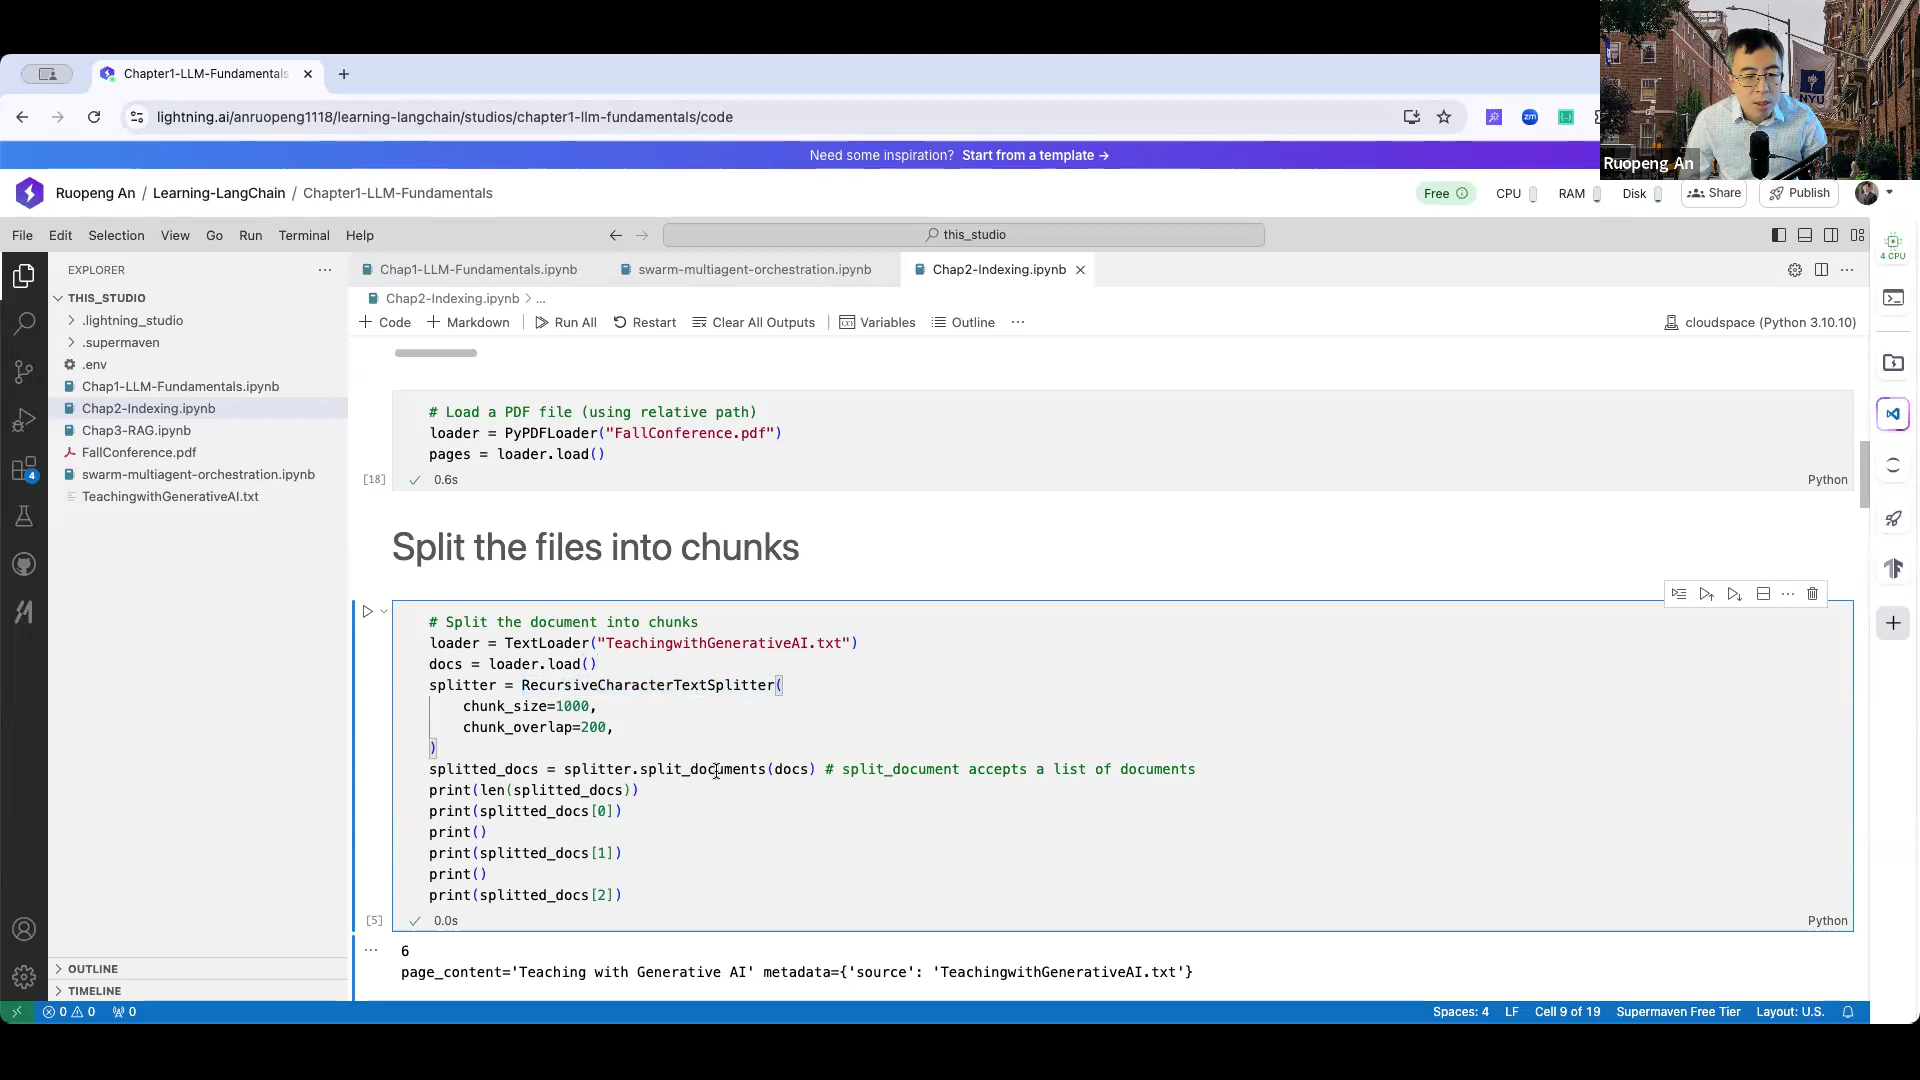 Chapter1-LLM-Fundamentals
lightning.ai/anruopeng1118/learning-langchain/studios/chapter1-llm-fundamentals/code
zm
NYU
Ruopeng An
Need some inspiration? Start from a template →
Ruopeng An / Learning-LangChain / Chapter1-LLM-Fundamentals
Free
CPU
RAM
Disk
Share
Publish
File Edit Selection View Go Run Terminal Help
this_studio
4 CPU
EXPLORER
THIS_STUDIO
.lightning_studio
.supermaven
.env
Chap1-LLM-Fundamentals.ipynb
Chap2-Indexing.ipynb
Chap3-RAG.ipynb
FallConference.pdf
swarm-multiagent-orchestration.ipynb
TeachingwithGenerativeAI.txt
4
OUTLINE
TIMELINE
Chap1-LLM-Fundamentals.ipynb
swarm-multiagent-orchestration.ipynb
Chap2-Indexing.ipynb
Chap2-Indexing.ipynb > ...
+ Code + Markdown Run All Restart Clear All Outputs Variables Outline ...
cloudspace (Python 3.10.10)
# Load a PDF file (using relative path)
loader = PyPDFLoader("FallConference.pdf")
pages = loader.load()
[18] 0.6s
Python
Split the files into chunks
# Split the document into chunks
loader = TextLoader("TeachingwithGenerativeAI.txt")
docs = loader.load()
splitter = RecursiveCharacterTextSplitter(
chunk_size=1000,
chunk_overlap=200,
)
splitted_docs = splitter.split_documents(docs) # split_document accepts a list of documents
print(len(splitted_docs))
print(splitted_docs[0])
print()
print(splitted_docs[1])
print()
print(splitted_docs[2])
[5] 0.0s
Python
6
page_content='Teaching with Generative AI' metadata={'source': 'TeachingwithGenerativeAI.txt'}
0 0 0
Spaces: 4 LF Cell 9 of 19 Supermaven Free Tier Layout: U.S.